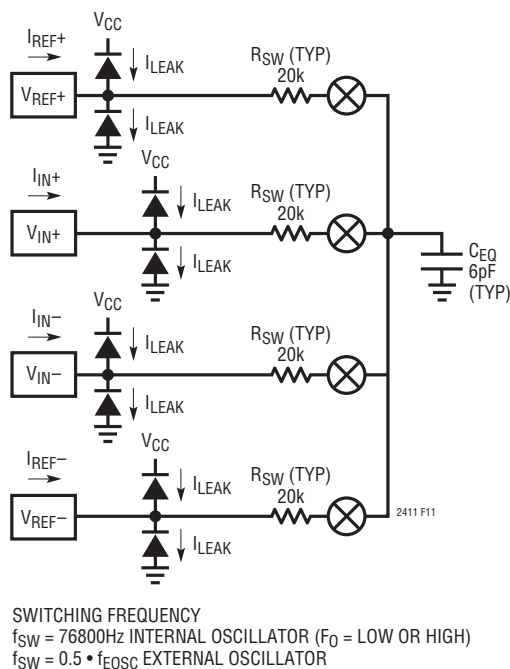 VCC
IREF+
ILEAK
RSW (TYP)
20k
VREF+
ILEAK
VCC
IIN+
ILEAK
RSW (TYP)
20k
VIN+
ILEAK
CEQ
6pF
(TYP)
VCC
IIN−
ILEAK
RSW (TYP)
20k
VIN−
ILEAK
VCC
IREF−
ILEAK
RSW (TYP)
20k
VREF−
2411 F11
ILEAK
SWITCHING FREQUENCY
fSW = 76800Hz INTERNAL OSCILLATOR (FO = LOW OR HIGH)
fSW = 0.5 • fEOSC EXTERNAL OSCILLATOR